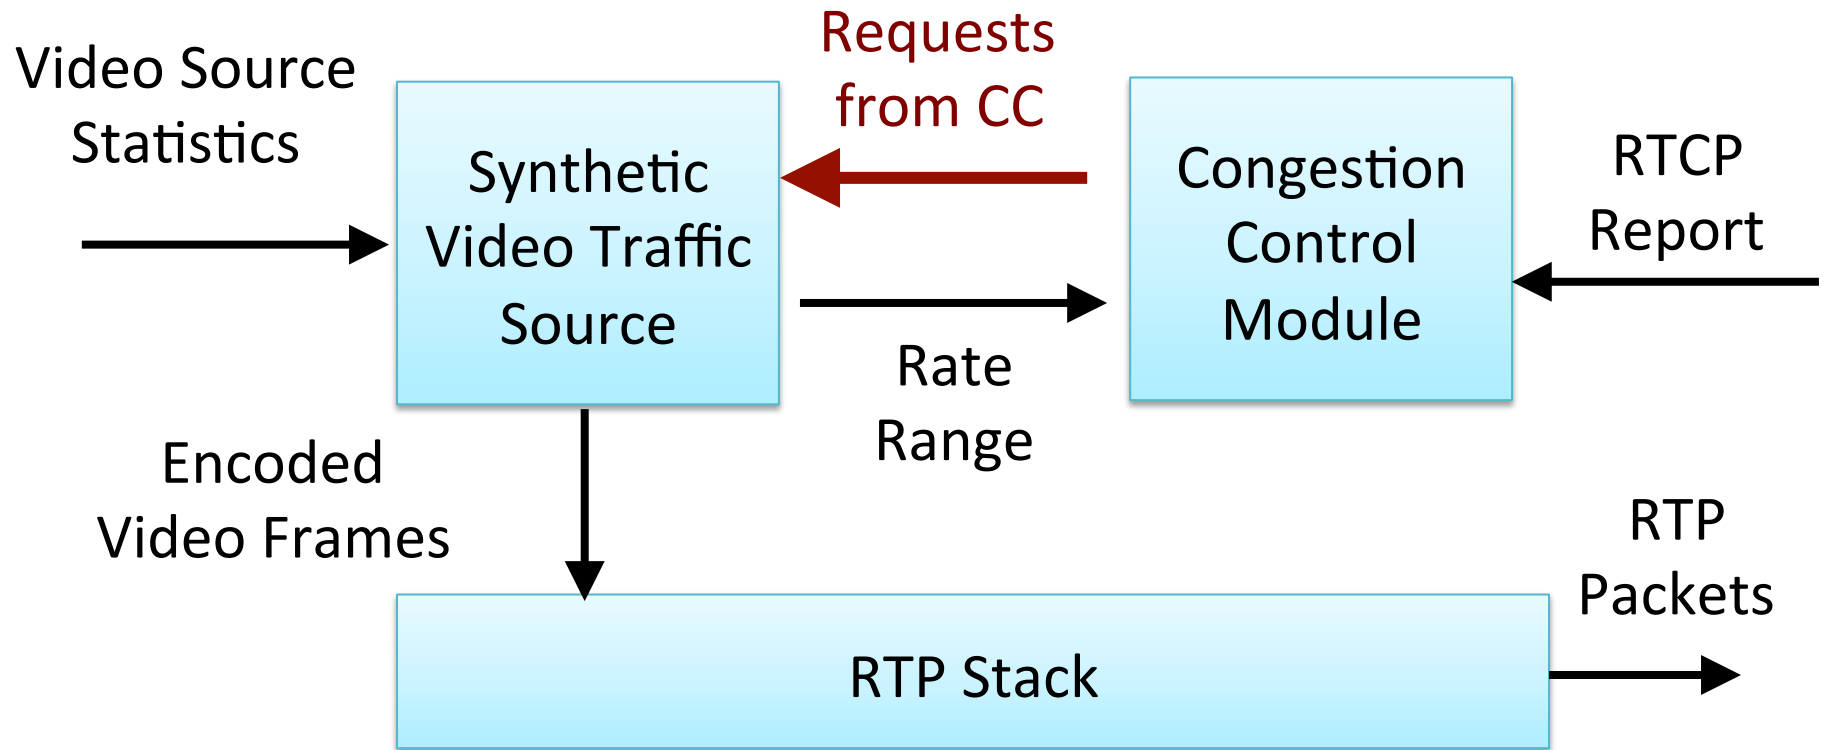 Video Source
Statistics
Synthetic
Video Traffic
Source
Requests
from CC
Rate
Range
Congestion
Control
Module
RTCP
Report
Encoded
Video Frames
RTP Stack
RTP
Packets